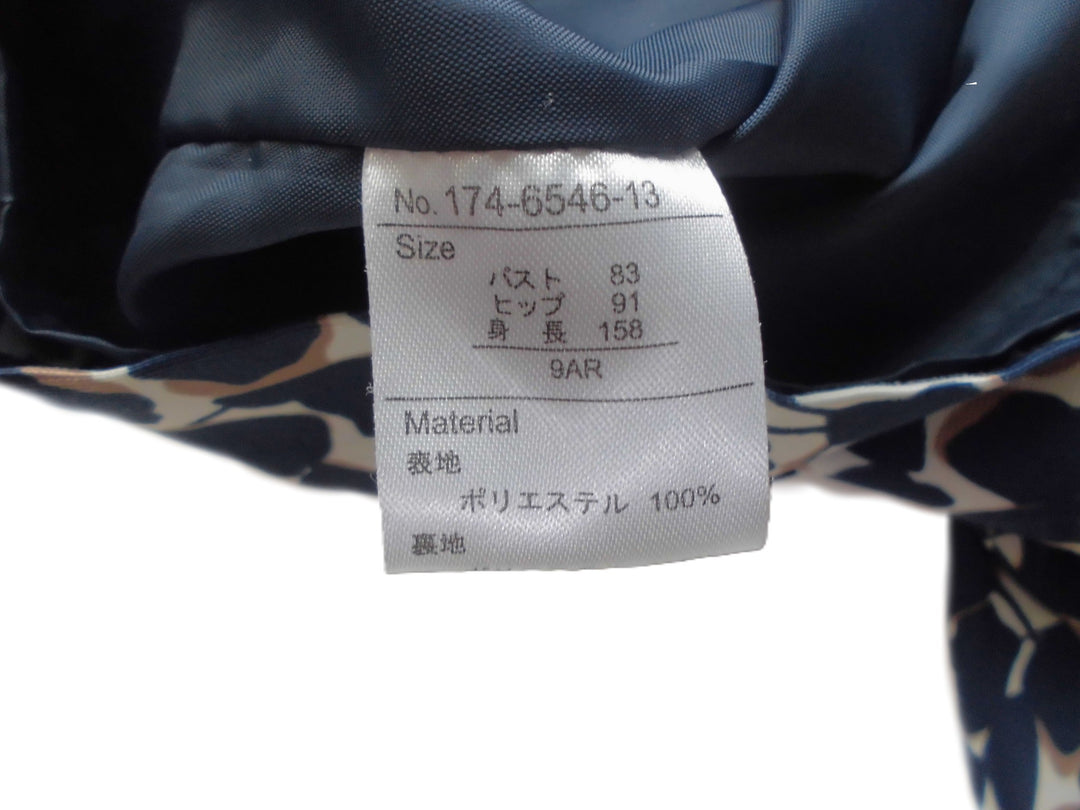 No. 174-6546-13
Size
バスト 83
ヒップ 91
身長 158
9AR
Material
表地
ポリエステル 100%
裏地